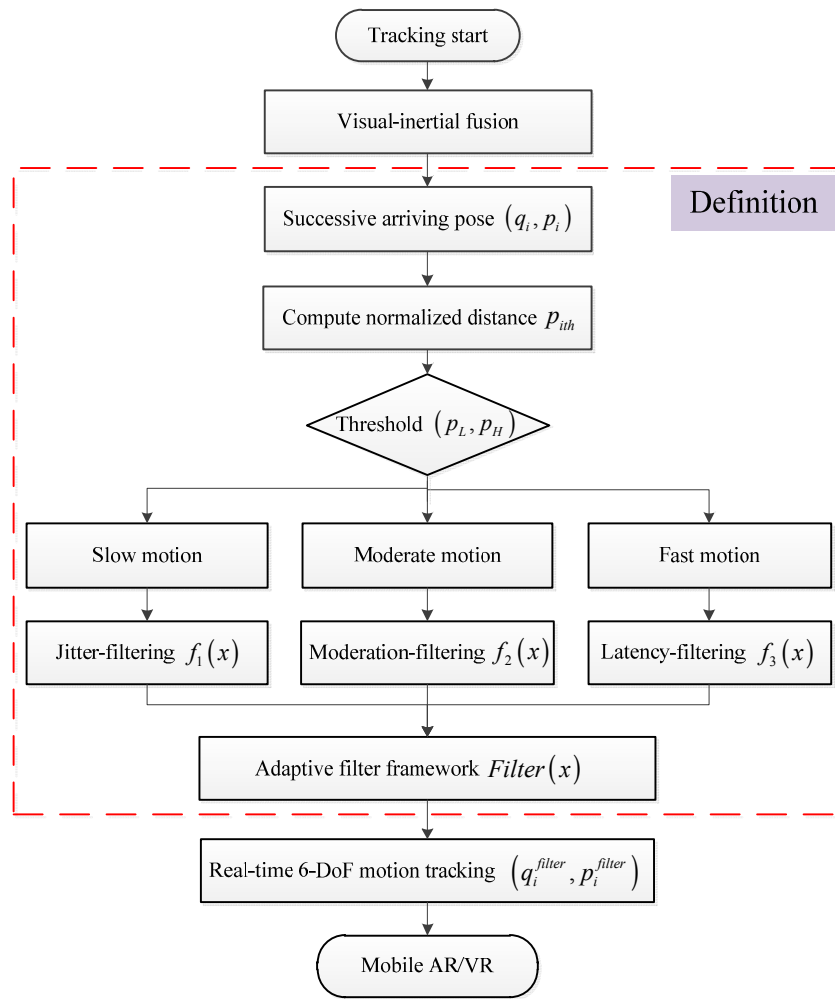 Tracking start
Visual-inertial fusion
Definition
Successive arriving pose (q_i, p_i)
Compute normalized distance p_{ith}
Threshold (p_L, p_H)
Slow motion
Moderate motion
Fast motion
Jitter-filtering f_1(x)
Moderation-filtering f_2(x)
Latency-filtering f_3(x)
Adaptive filter framework Filter(x)
Real-time 6-DoF motion tracking (q_i^{filter}, p_i^{filter})
Mobile AR/VR